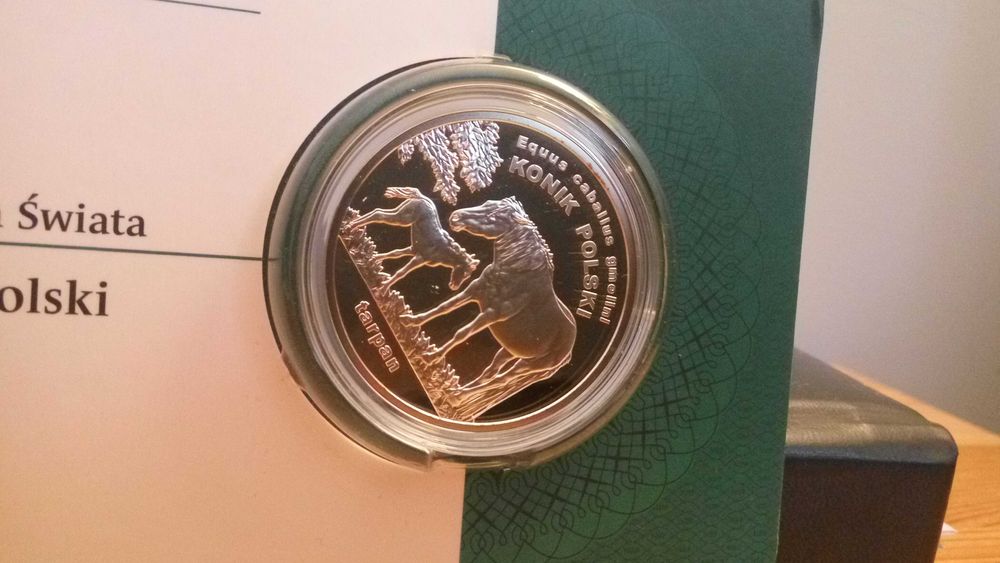 Świata
olski
Equus caballus gmelini
KONIK POLSKI
tarpan